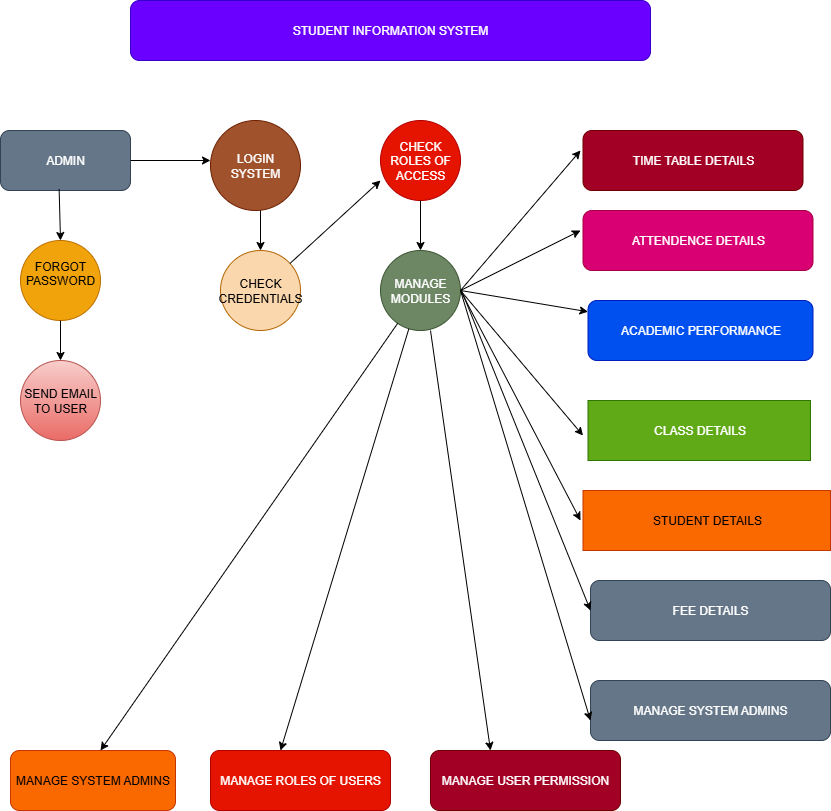 STUDENT INFORMATION SYSTEM
ADMIN
LOGIN
SYSTEM
CHECK
ROLES OF
ACCESS
TIME TABLE DETAILS
ATTENDENCE DETAILS
FORGOT
PASSWORD
CHECK
CREDENTIALS
MANAGE
MODULES
ACADEMIC PERFORMANCE
SEND EMAIL
TO USER
CLASS DETAILS
STUDENT DETAILS
FEE DETAILS
MANAGE SYSTEM ADMINS
MANAGE SYSTEM ADMINS
MANAGE ROLES OF USERS
MANAGE USER PERMISSION